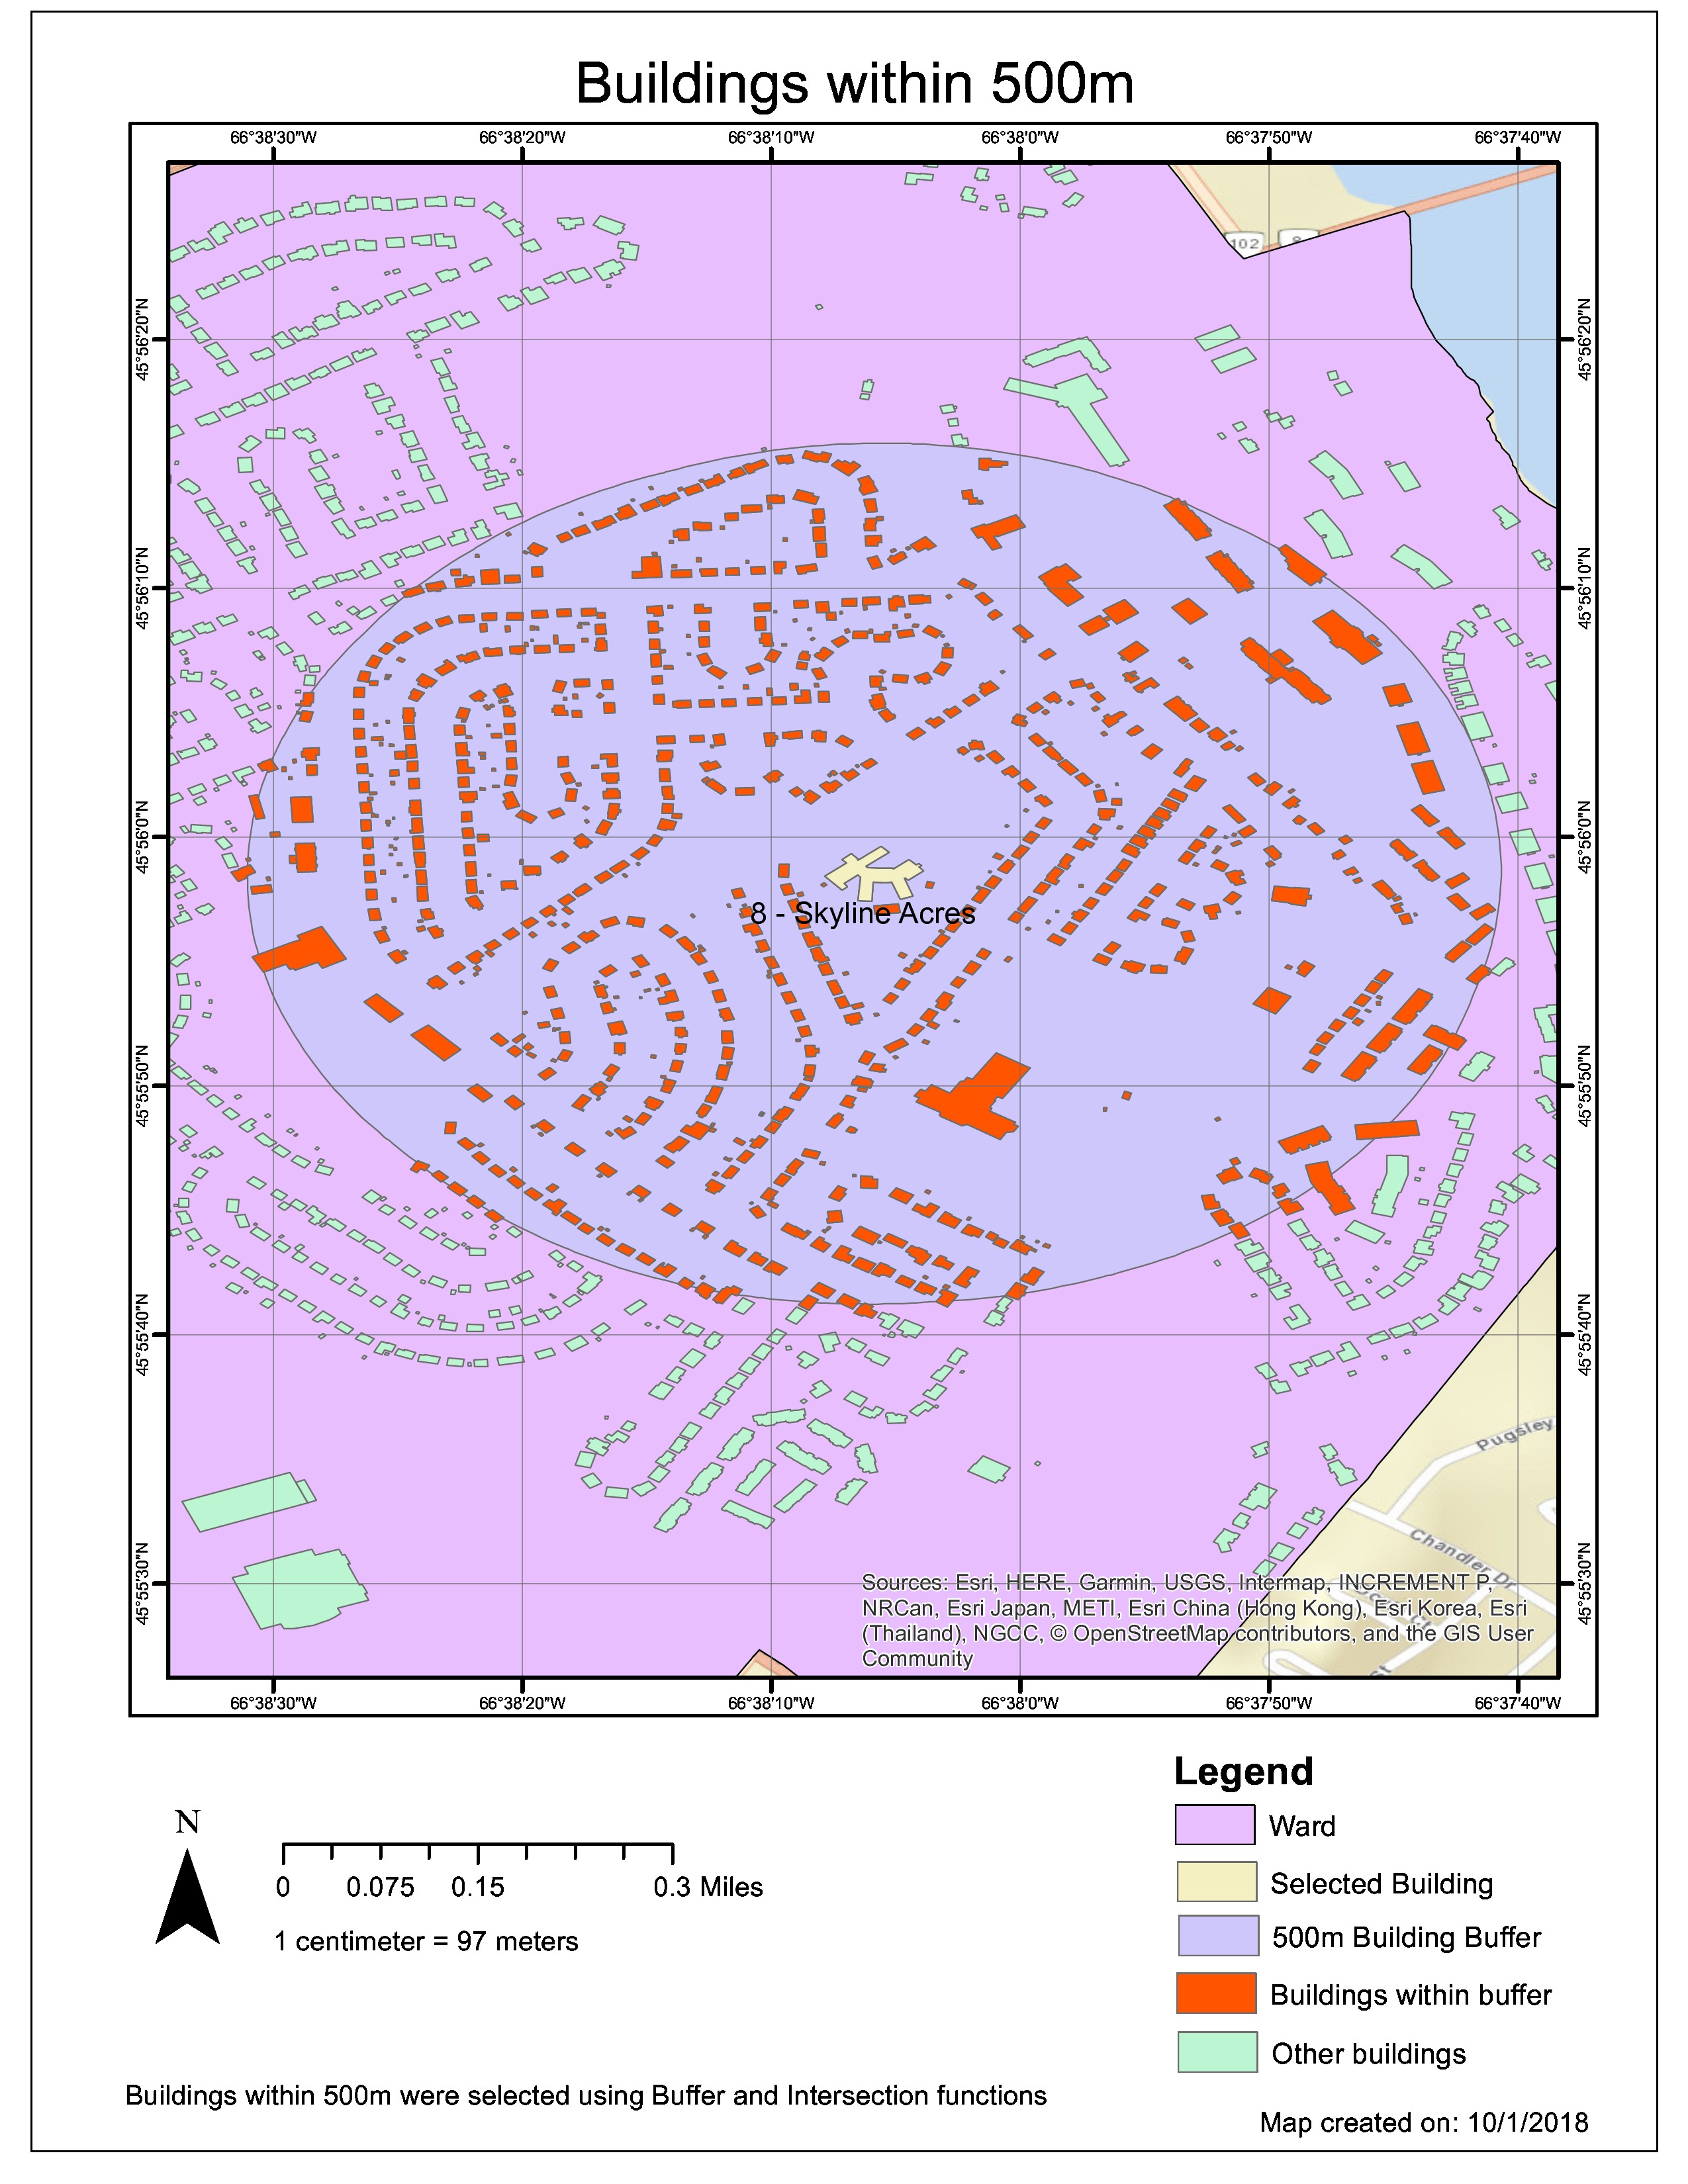 Buildings within 500m
66°38'30"W 66°38'20"W 66°38'10"W 66°38'0"W 66°37'50"W 66°37'40"W
45°56'20"N 45°56'20"N
45°56'10"N 45°56'10"N
45°56'0"N 45°56'0"N
45°55'50"N 45°55'50"N
45°55'40"N 45°55'40"N
45°55'30"N 45°55'30"N
102
8
8 - Skyline Acres
Pugsley
Chandler Dr
St
Sources: Esri, HERE, Garmin, USGS, Intermap, INCREMENT P,
NRCan, Esri Japan, METI, Esri China (Hong Kong), Esri Korea, Esri
(Thailand), NGCC, © OpenStreetMap contributors, and the GIS User
Community
66°38'30"W 66°38'20"W 66°38'10"W 66°38'0"W 66°37'50"W 66°37'40"W
N
0 0.075 0.15 0.3 Miles
1 centimeter = 97 meters
Legend
Ward
Selected Building
500m Building Buffer
Buildings within buffer
Other buildings
Buildings within 500m were selected using Buffer and Intersection functions
Map created on: 10/1/2018